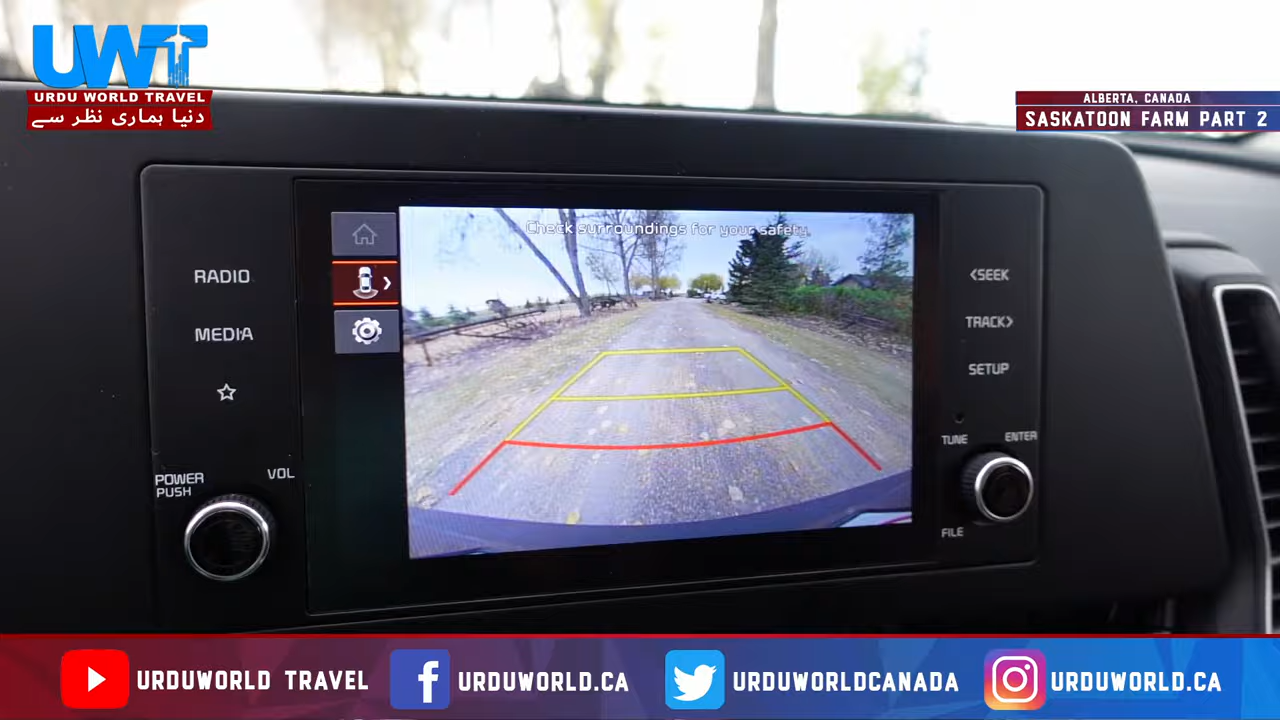 UWT
URDU WORLD TRAVEL
دنیا ہماری نظر سے
ALBERTA, CANADA
SASKATOON FARM PART 2
Check surroundings for your safety.
RADIO
MEDIA
POWER PUSH
VOL
<SEEK
TRACK>
SETUP
TUNE
ENTER
FILE
URDUWORLD TRAVEL
URDUWORLD.CA
URDUWORLDCANADA
URDUWORLD.CA